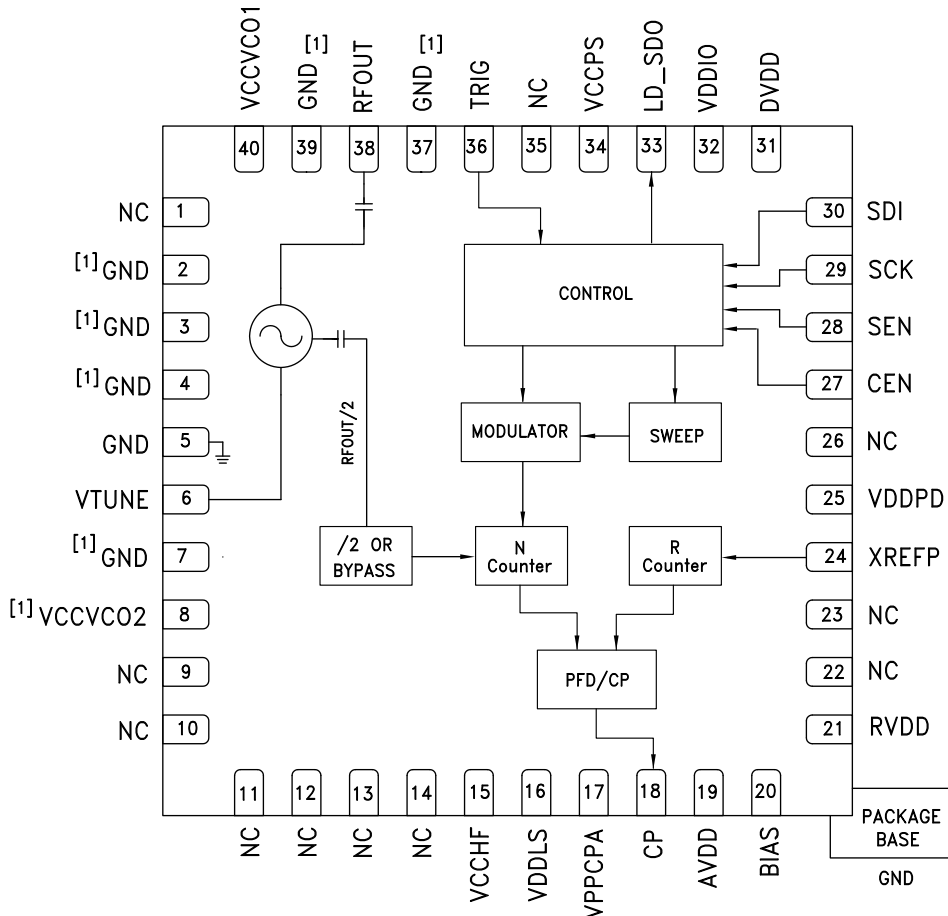 VCCVCO1
GND [1]
RFOUT
GND [1]
TRIG
NC
VCCPS
LD_SDO
VDDIO
DVDD
40
39
38
37
36
35
34
33
32
31
NC 1
[1] GND 2
[1] GND 3
[1] GND 4
GND 5
VTUNE 6
[1] GND 7
[1] VCCVCO2 8
NC 9
NC 10
30 SDI
29 SCK
28 SEN
27 CEN
26 NC
25 VDDPD
24 XREFP
23 NC
22 NC
21 RVDD
CONTROL
MODULATOR
SWEEP
RFOUT/2
/2 OR
BYPASS
N
Counter
R
Counter
PFD/CP
11
12
13
14
15
16
17
18
19
20
NC
NC
NC
NC
VCCHF
VDDLS
VPPCPA
CP
AVDD
BIAS
PACKAGE
BASE
GND